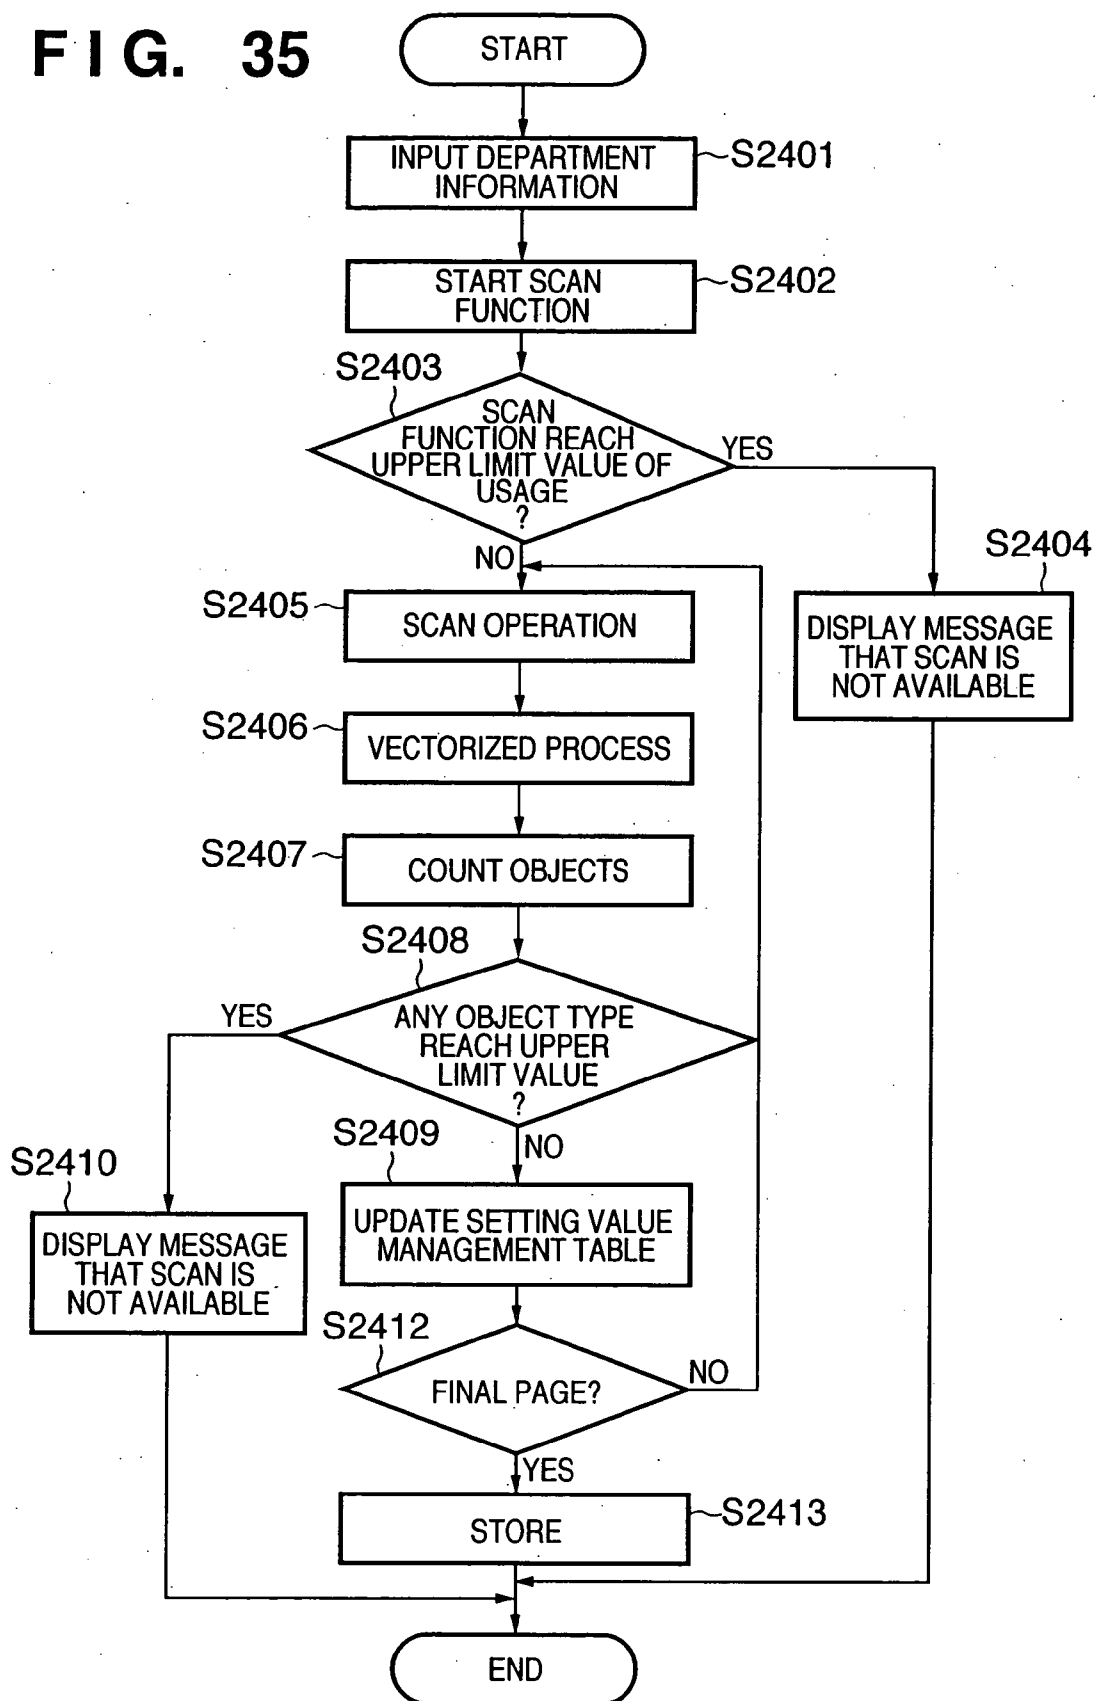 FIG. 35
START
INPUT DEPARTMENT
INFORMATION
S2401
START SCAN
FUNCTION
S2402
S2403
SCAN
FUNCTION REACH
UPPER LIMIT VALUE OF
USAGE
?
YES
NO
S2404
DISPLAY MESSAGE
THAT SCAN IS
NOT AVAILABLE
S2405
SCAN OPERATION
S2406
VECTORIZED PROCESS
S2407
COUNT OBJECTS
S2408
YES
ANY OBJECT TYPE
REACH UPPER
LIMIT VALUE
?
NO
S2409
UPDATE SETTING VALUE
MANAGEMENT TABLE
S2410
DISPLAY MESSAGE
THAT SCAN IS
NOT AVAILABLE
S2412
FINAL PAGE?
NO
YES
STORE
S2413
END